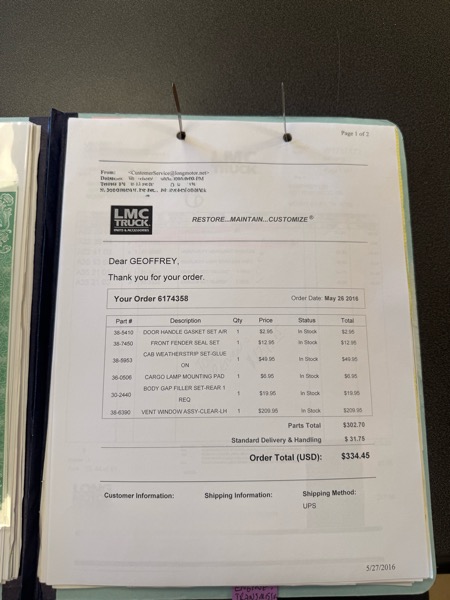 Page 1 of 2
From: <CustomerService@longmotor.net>
LMC
TRUCK
PARTS & ACCESSORIES
RESTORE...MAINTAIN...CUSTOMIZE®
Dear GEOFFREY,
Thank you for your order.
Your Order 6174358 Order Date May 26 2016
Part # Description Qty Price Status Total
38-5410 DOOR HANDLE GASKET SET A/R 1 $2.95 In Stock $2.95
38-7450 FRONT FENDER SEAL SET 1 $12.95 In Stock $12.95
38-5953 CAB WEATHERSTRIP SET-GLUE ON 1 $49.95 In Stock $49.95
36-0506 CARGO LAMP MOUNTING PAD 1 $6.95 In Stock $6.95
30-2440 BODY GAP FILLER SET-REAR 1 REQ 1 $19.95 In Stock $19.95
38-6390 VENT WINDOW ASSY-CLEAR-LH 1 $209.95 In Stock $209.95
Parts Total $302.70
Standard Delivery & Handling $ 31.75
Order Total (USD): $334.45
Customer Information: Shipping Information: Shipping Method:
UPS
5/27/2016